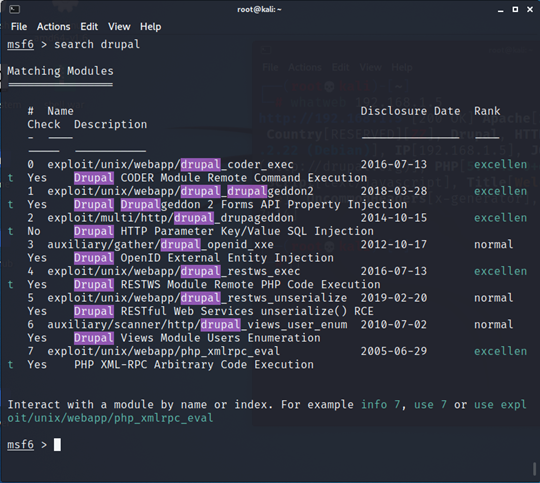 root@kali: ~
File Actions Edit View Help
msf6 > search drupal
Matching Modules
================
# Name Disclosure Date Rank
Check Description
- ---- --------------- ----
----- -----------
0 exploit/unix/webapp/drupal_coder_exec 2016-07-13 excellen
t Yes Drupal CODER Module Remote Command Execution
1 exploit/unix/webapp/drupal_drupalgeddon2 2018-03-28 excellen
t Yes Drupal Drupalgeddon 2 Forms API Property Injection
2 exploit/multi/http/drupal_drupageddon 2014-10-15 excellen
t No Drupal HTTP Parameter Key/Value SQL Injection
3 auxiliary/gather/drupal_openid_xxe 2012-10-17 normal
Yes Drupal OpenID External Entity Injection
4 exploit/unix/webapp/drupal_restws_exec 2016-07-13 excellen
t Yes Drupal RESTWS Module Remote PHP Code Execution
5 exploit/unix/webapp/drupal_restws_unserialize 2019-02-20 normal
Yes Drupal RESTful Web Services unserialize() RCE
6 auxiliary/scanner/http/drupal_views_user_enum 2010-07-02 normal
Yes Drupal Views Module Users Enumeration
7 exploit/unix/webapp/php_xmlrpc_eval 2005-06-29 excellen
t Yes PHP XML-RPC Arbitrary Code Execution
Interact with a module by name or index. For example info 7, use 7 or use expl
oit/unix/webapp/php_xmlrpc_eval
msf6 >